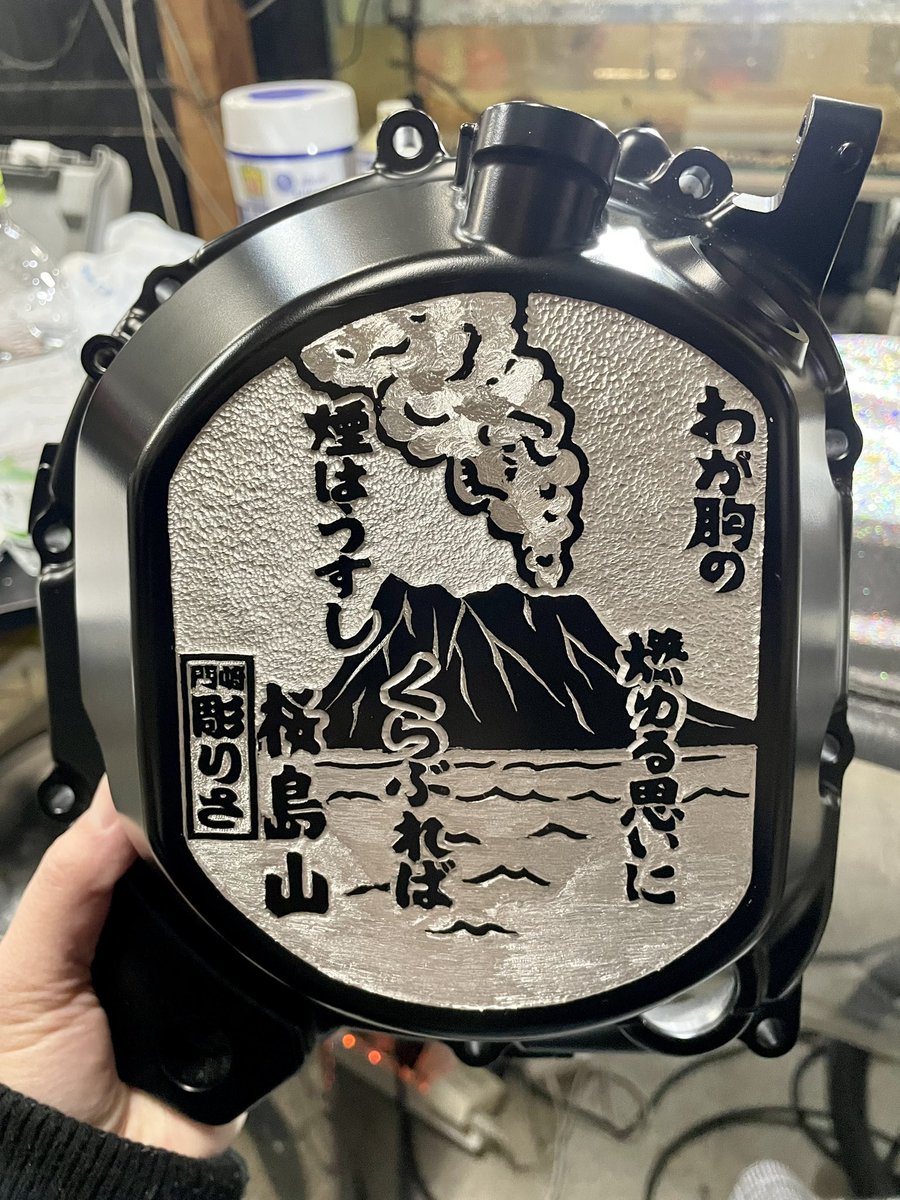 わが胸の
燃ゆる思いに
くらぶれば
煙はうすし
桜島山
彫りさ